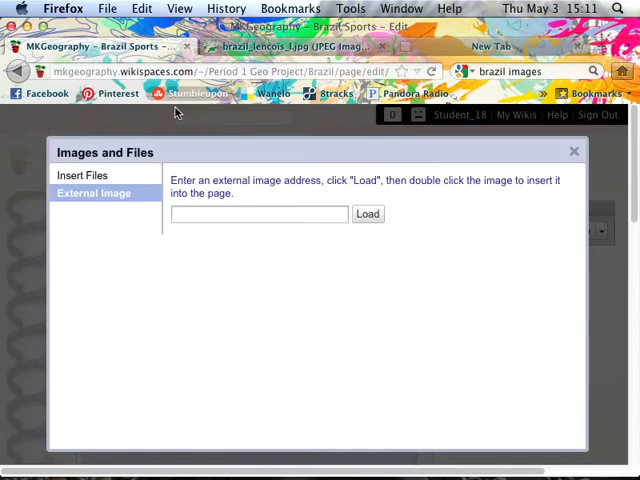 Firefox File Edit View History Bookmarks Tools Window Help Thu May 3 15:11
MKGeography - Brazil Sports - Edit
MKGeography - Brazil Sports - ... brazil_lencois_l.jpg (JPEG Imag... New Tab
mkgeography.wikispaces.com/~/Period 1 Geo Project/Brazil/page/edit/ brazil images
Facebook Pinterest StumbleUpon Wanelo 8tracks Pandora Radio... » Bookmarks
0 Student_18 My Wikis Help Sign Out
Images and Files
Insert Files
External Image
Enter an external image address, click "Load", then double click the image to insert it
into the page.
Load